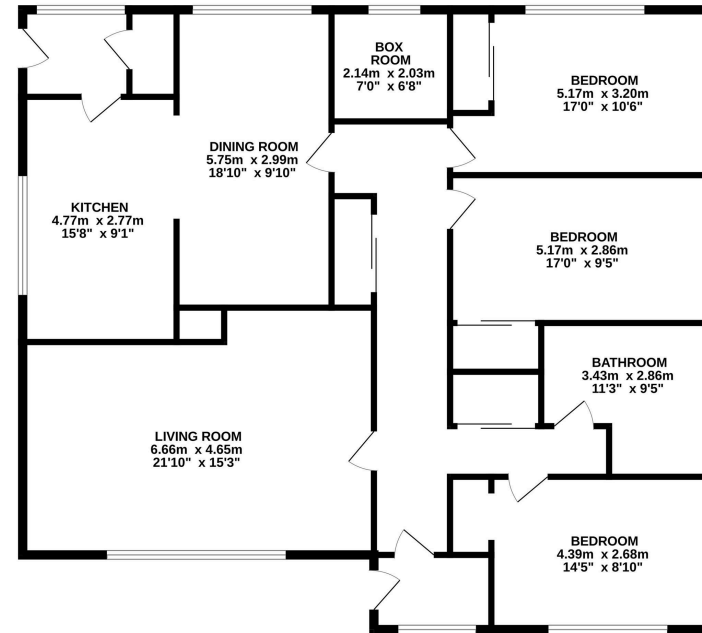 BOX
ROOM
2.14m x 2.03m
7'0" x 6'8"
BEDROOM
5.17m x 3.20m
17'0" x 10'6"
DINING ROOM
5.75m x 2.99m
18'10" x 9'10"
KITCHEN
4.77m x 2.77m
15'8" x 9'1"
BEDROOM
5.17m x 2.86m
17'0" x 9'5"
BATHROOM
3.43m x 2.86m
11'3" x 9'5"
LIVING ROOM
6.66m x 4.65m
21'10" x 15'3"
BEDROOM
4.39m x 2.68m
14'5" x 8'10"